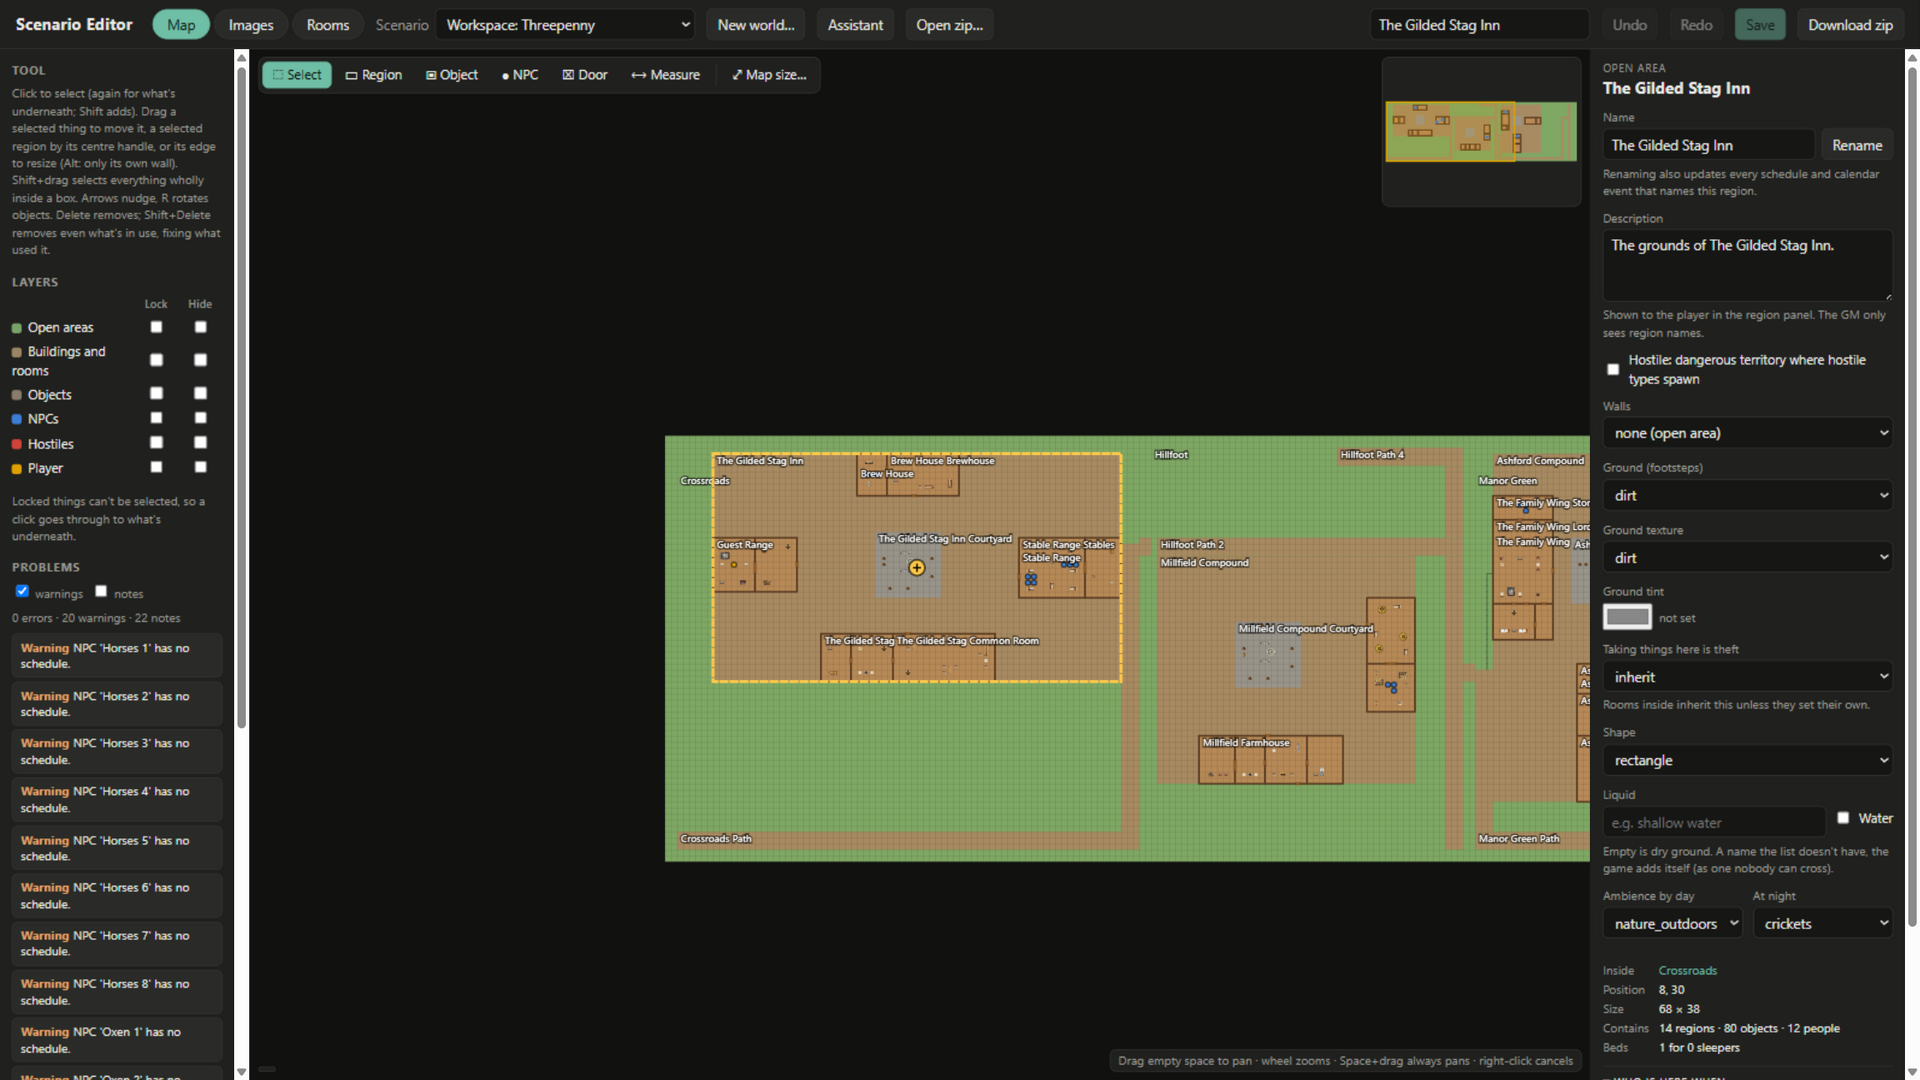 Scenario Editor
Map
Images
Rooms
Scenario
Workspace: Threepenny
New world...
Assistant
Open zip...
The Gilded Stag Inn
Undo
Redo
Save
Download zip
TOOL
Click to select (again for what's
underneath; Shift adds). Drag a
selected thing to move it, a selected
region by its centre handle, or its edge
to resize (Alt: only its own wall).
Shift+drag selects everything wholly
inside a box. Arrows nudge, R rotates
objects. Delete removes; Shift+Delete
removes even what's in use, fixing what
used it.
LAYERS
Lock Hide
Open areas
Buildings and
rooms
Objects
NPCs
Hostiles
Player
Locked things can't be selected, so a
click goes through to what's
underneath.
PROBLEMS
warnings notes
0 errors · 20 warnings · 22 notes
Warning NPC 'Horses 1' has no
schedule.
Warning NPC 'Horses 2' has no
schedule.
Warning NPC 'Horses 3' has no
schedule.
Warning NPC 'Horses 4' has no
schedule.
Warning NPC 'Horses 5' has no
schedule.
Warning NPC 'Horses 6' has no
schedule.
Warning NPC 'Horses 7' has no
schedule.
Warning NPC 'Horses 8' has no
schedule.
Warning NPC 'Oxen 1' has no
schedule.
Warning NPC 'Oxen 2' has no
Select
Region
Object
NPC
Door
Measure
Map size...
The Gilded Stag Inn
Brew House Brewhouse
Brew House
Crossroads
Guest Range
The Gilded Stag Inn Courtyard
Stable Range Stables
Stable Range
The Gilded Stag The Gilded Stag Common Room
Crossroads Path
Hillfoot
Hillfoot Path 4
Hillfoot Path 2
Millfield Compound
Millfield Compound Courtyard
Millfield Farmhouse
Ashford Compound
Manor Green
The Family Wing Stor
The Family Wing Lord
The Family Wing
Ash
As
As
As
As
Manor Green Path
Drag empty space to pan · wheel zooms · Space+drag always pans · right-click cancels
OPEN AREA
The Gilded Stag Inn
Name
The Gilded Stag Inn
Rename
Renaming also updates every schedule and calendar
event that names this region.
Description
The grounds of The Gilded Stag Inn.
Shown to the player in the region panel. The GM only
sees region names.
Hostile: dangerous territory where hostile
types spawn
Walls
none (open area)
Ground (footsteps)
dirt
Ground texture
dirt
Ground tint
not set
Taking things here is theft
inherit
Rooms inside inherit this unless they set their own.
Shape
rectangle
Liquid
e.g. shallow water
Water
Empty is dry ground. A name the list doesn't have, the
game adds itself (as one nobody can cross).
Ambience by day At night
nature_outdoors crickets
Inside Crossroads
Position 8, 30
Size 68 × 38
Contains 14 regions · 80 objects · 12 people
Beds 1 for 0 sleepers